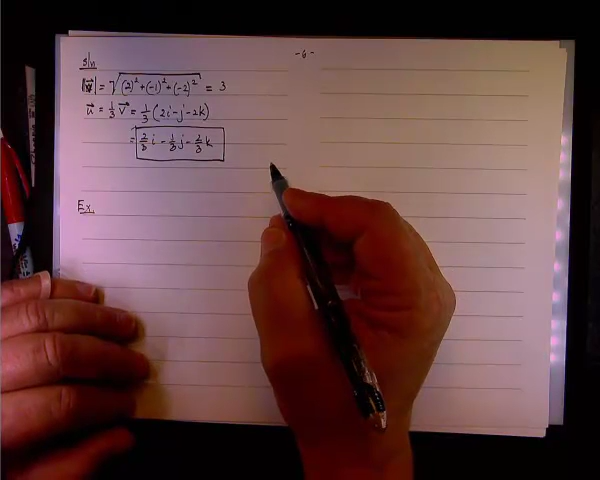 -6-
sln
|v⃗| = √(2)²+(-1)²+(-2)² = 3
u⃗ = 1/3 v⃗ = 1/3 (2i-j-2k)
= 2/3 i - 1/3 j - 2/3 k
Ex.